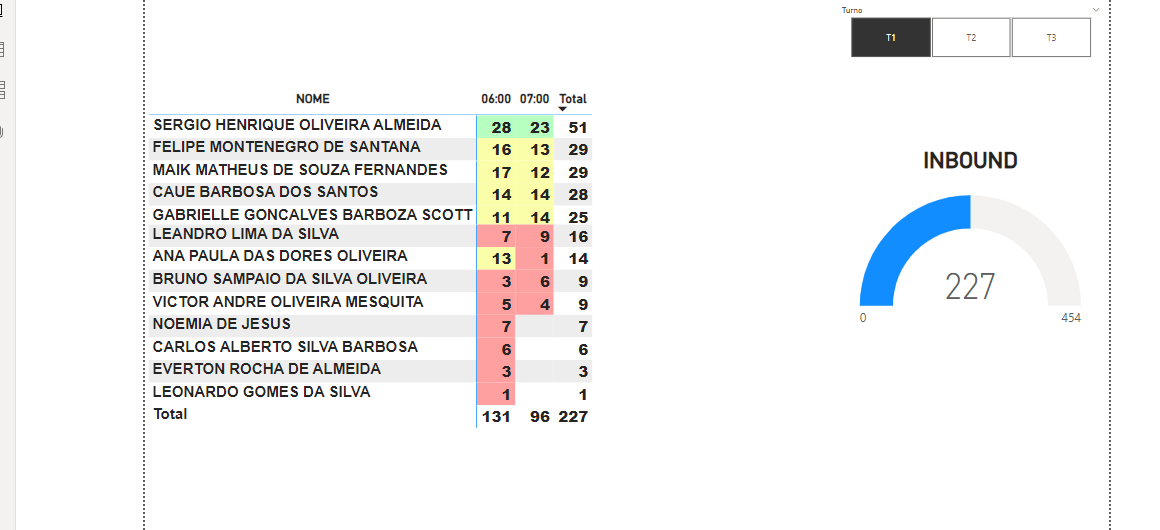 Turno
T1 T2 T3
NOME 06:00 07:00 Total
SERGIO HENRIQUE OLIVEIRA ALMEIDA 28 23 51
FELIPE MONTENEGRO DE SANTANA 16 13 29
MAIK MATHEUS DE SOUZA FERNANDES 17 12 29
CAUE BARBOSA DOS SANTOS 14 14 28
GABRIELLE GONCALVES BARBOZA SCOTT 11 14 25
LEANDRO LIMA DA SILVA 7 9 16
ANA PAULA DAS DORES OLIVEIRA 13 1 14
BRUNO SAMPAIO DA SILVA OLIVEIRA 3 6 9
VICTOR ANDRE OLIVEIRA MESQUITA 5 4 9
NOEMIA DE JESUS 7 7
CARLOS ALBERTO SILVA BARBOSA 6 6
EVERTON ROCHA DE ALMEIDA 3 3
LEONARDO GOMES DA SILVA 1 1
Total 131 96 227
INBOUND
227
0 454